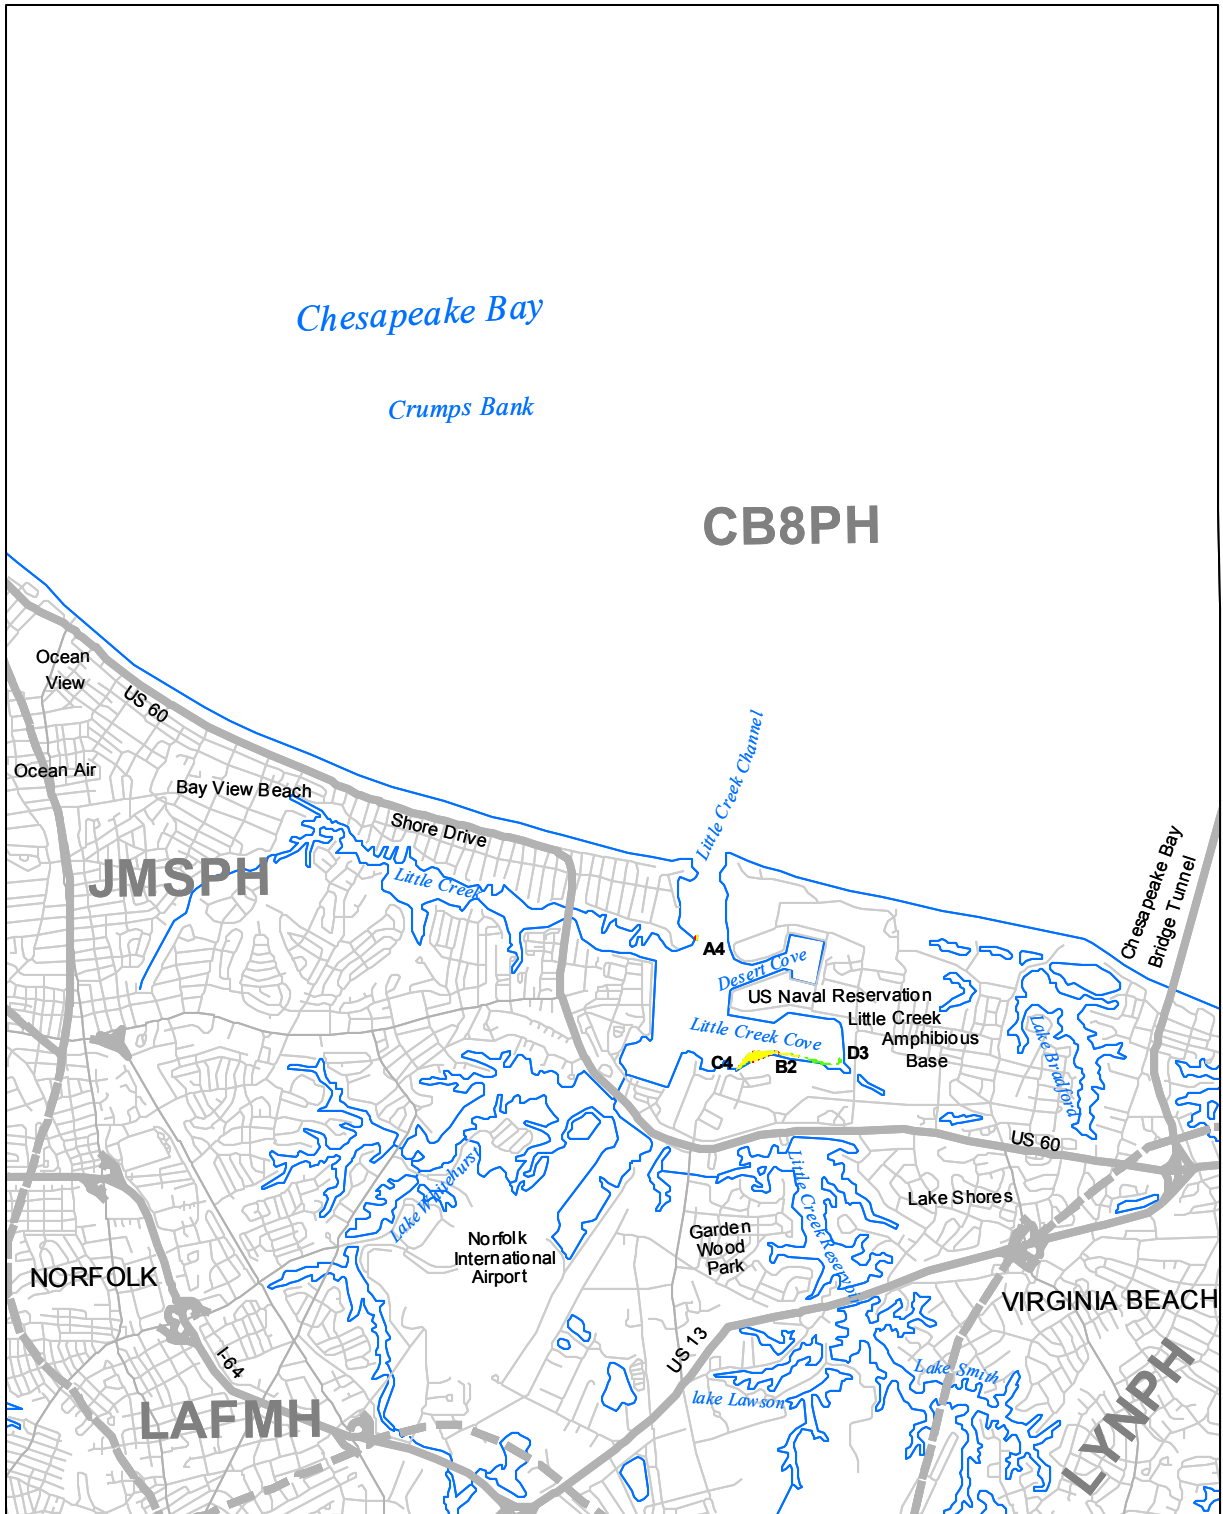 Chesapeake Bay
Crumps Bank
CB8PH
Ocean
View
US 60
Ocean Air
Bay View Beach
Shore Drive
Little Creek Channel
Chesapeake Bay
Bridge Tunnel
JMSPH
Little Creek
A4
Desert Cove
US Naval Reservation
Little Creek
Amphibious
Base
Little Creek Cove
C4
B2
D3
Lake Bradford
US 60
Lake Whitehurst
Little Creek Reservoir
Lake Shores
Norfolk
International
Airport
Garden
Wood
Park
NORFOLK
VIRGINIA BEACH
I-64
US 13
Lake Smith
lake Lawson
LAFMH
LYNPH